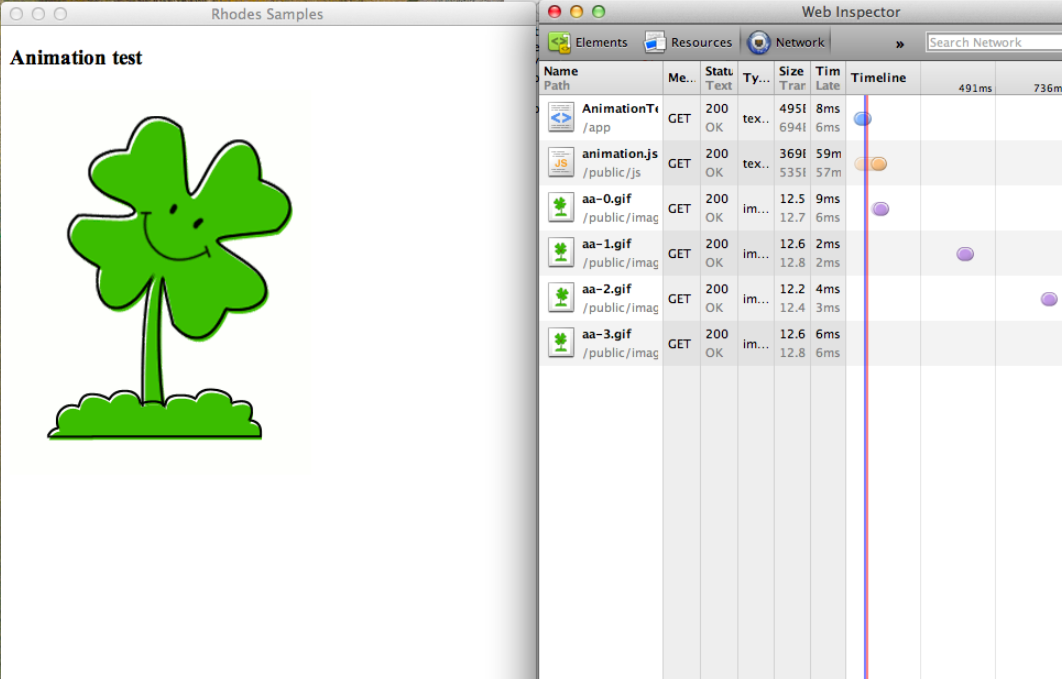 Rhodes Samples
Animation test
Web Inspector
Elements Resources Network » Search Network
Name Me... Statu Ty... Size Tim Timeline
Path Text Trar Late 491ms 736m
AnimationTe GET 200 tex... 495E 8ms
/app OK 694E 6ms
animation.js GET 200 tex... 369E 59m
/public/js OK 535E 57m
aa-0.gif GET 200 im... 12.5 9ms
/public/imag OK 12.7 6ms
aa-1.gif GET 200 im... 12.6 2ms
/public/imag OK 12.8 2ms
aa-2.gif GET 200 im... 12.2 4ms
/public/imag OK 12.4 3ms
aa-3.gif GET 200 im... 12.6 6ms
/public/imag OK 12.8 6ms